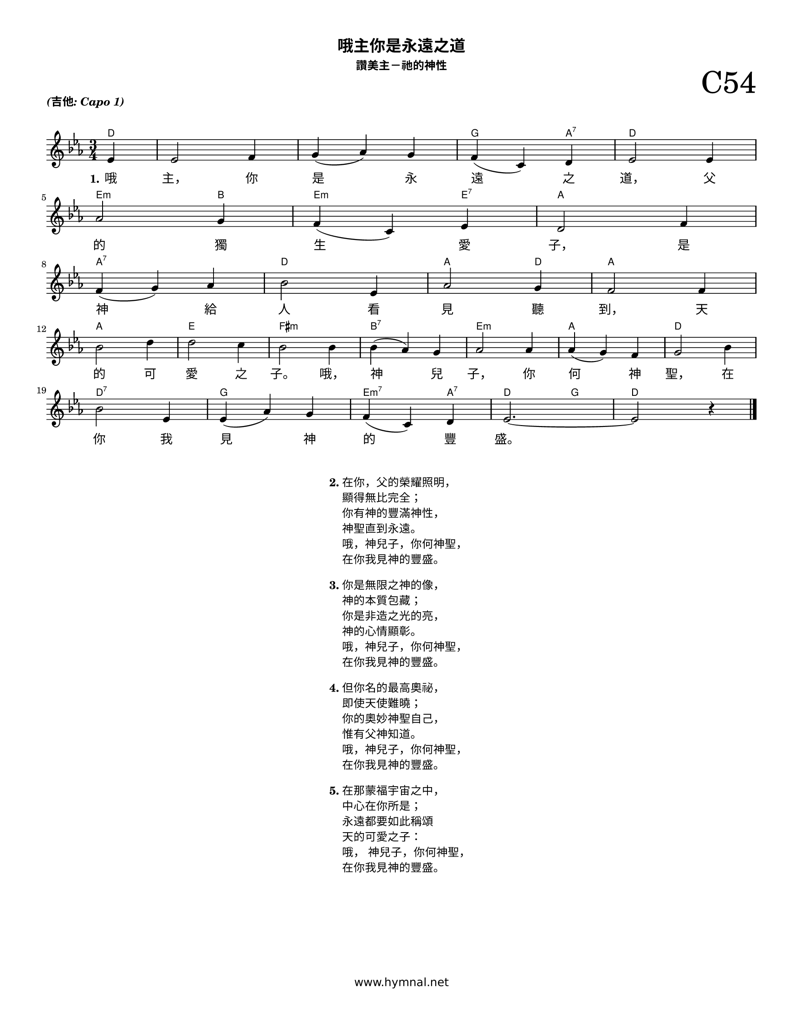 哦主你是永遠之道
讚美主－祂的神性
C54
(吉他: Capo 1)
D G A7 D
1. 哦 主， 你 是 永 遠 之 道， 父
5 Em B Em E7 A
的 獨 生 愛 子， 是
8 A7 D A D A
神 給 人 看 見 聽 到， 天
12 A E F♯m B7 Em A D
的 可 愛 之 子。 哦， 神 兒 子， 你 何 神 聖， 在
19 D7 G Em7 A7 D G D
你 我 見 神 的 豐 盛。
2. 在你，父的榮耀照明，
顯得無比完全；
你有神的豐滿神性，
神聖直到永遠。
哦，神兒子，你何神聖，
在你我見神的豐盛。
3. 你是無限之神的像，
神的本質包藏；
你是非造之光的亮，
神的心情顯彰。
哦，神兒子，你何神聖，
在你我見神的豐盛。
4. 但你名的最高奧祕，
即使天使難曉；
你的奧妙神聖自己，
惟有父神知道。
哦，神兒子，你何神聖，
在你我見神的豐盛。
5. 在那蒙福宇宙之中，
中心在你所是；
永遠都要如此稱頌
天的可愛之子：
哦， 神兒子，你何神聖，
在你我見神的豐盛。
www.hymnal.net